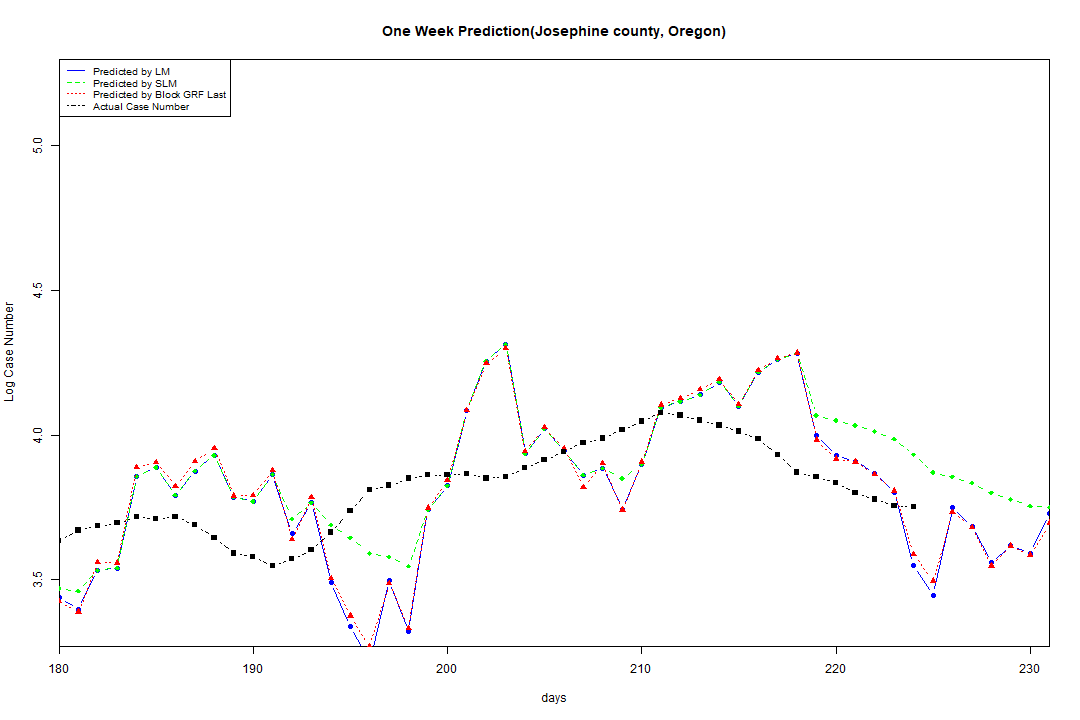 One Week Prediction(Josephine county, Oregon)
Predicted by LM
Predicted by SLM
Predicted by Block GRF Last
Actual Case Number
5.0
4.5
4.0
3.5
Log Case Number
180 190 200 210 220 230
days